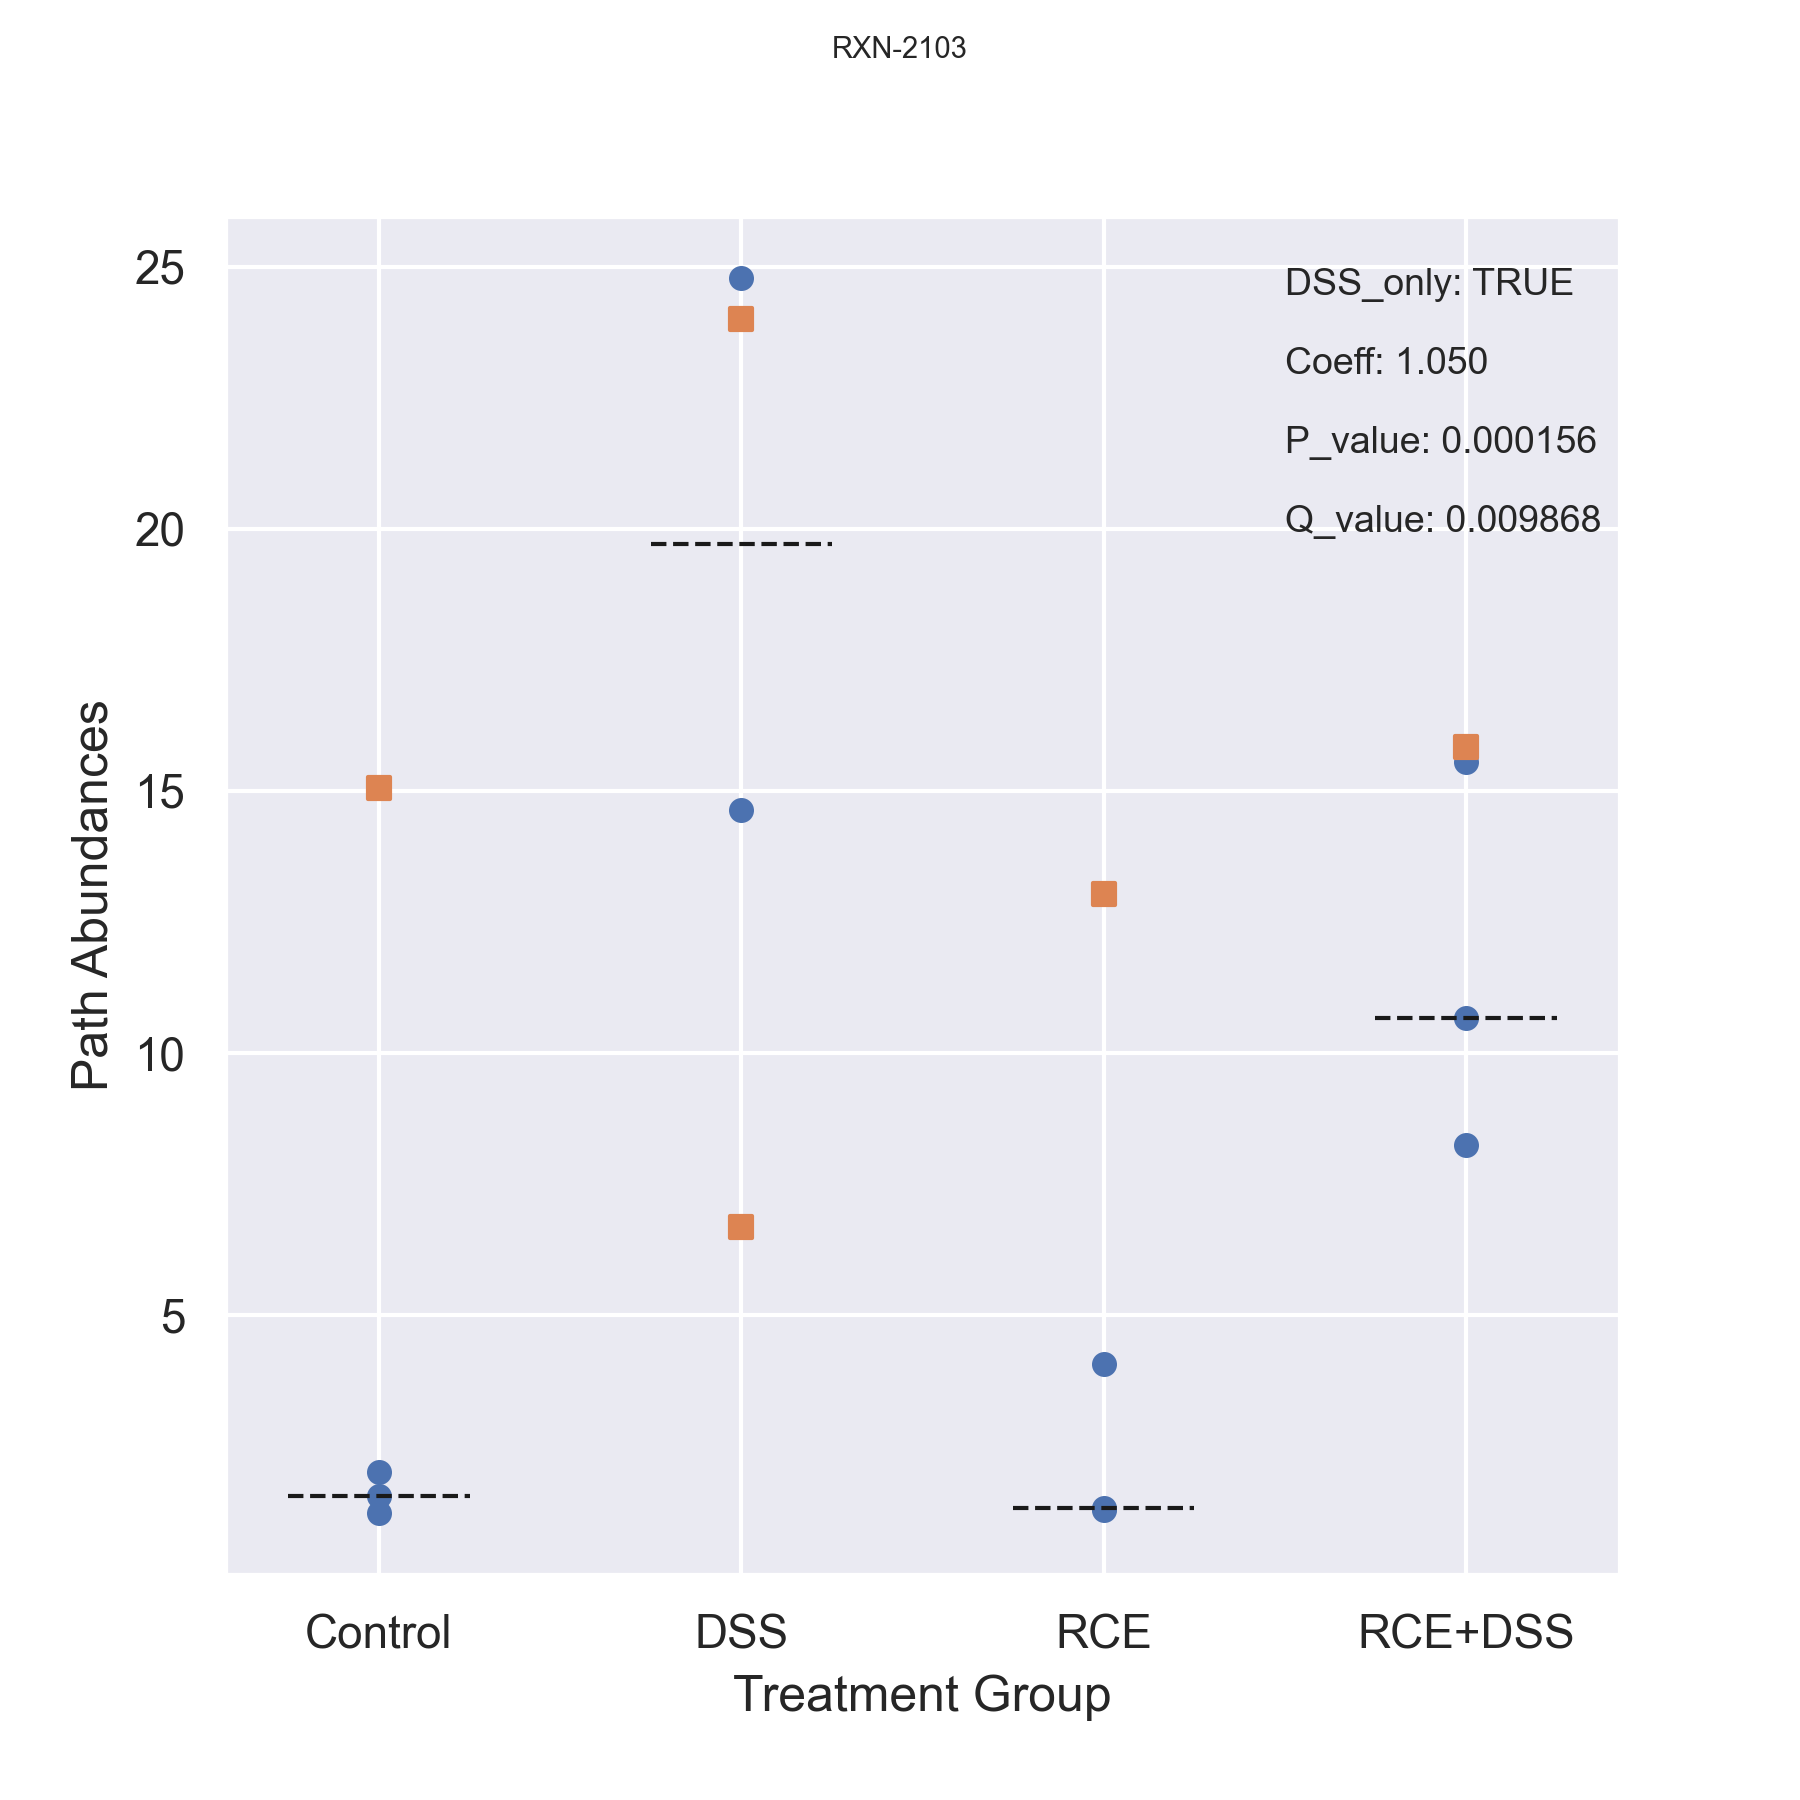 RXN-2103
25
20
15
10
5
Path Abundances
DSS_only: TRUE
Coeff: 1.050
P_value: 0.000156
Q_value: 0.009868
Control DSS RCE RCE+DSS
Treatment Group